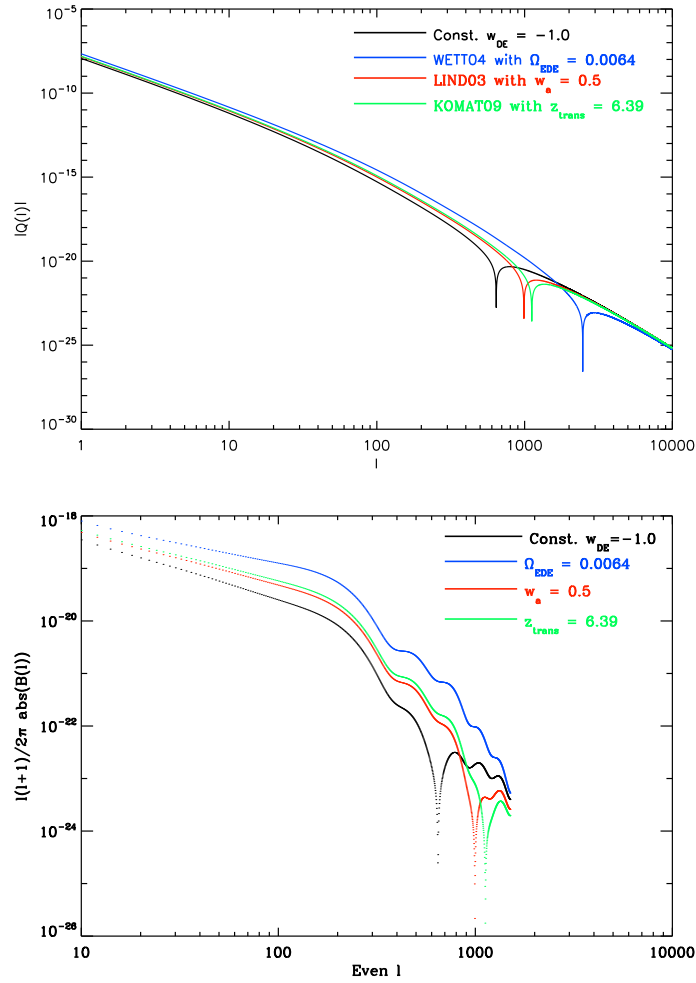 10^-5
10^-10
10^-15
10^-20
10^-25
10^-30
|Q(l)|
Const. w_DE = -1.0
WETT04 with Ω_EDE = 0.0064
LIND03 with w_a = 0.5
KOMAT09 with z_trans = 6.39
1 10 100 1000 10000
l
10^-18
10^-20
10^-22
10^-24
10^-26
l(l+1)/2π abs(B(l))
Const. w_DE=-1.0
Ω_EDE = 0.0064
w_a = 0.5
z_trans = 6.39
10 100 1000 10000
Even l